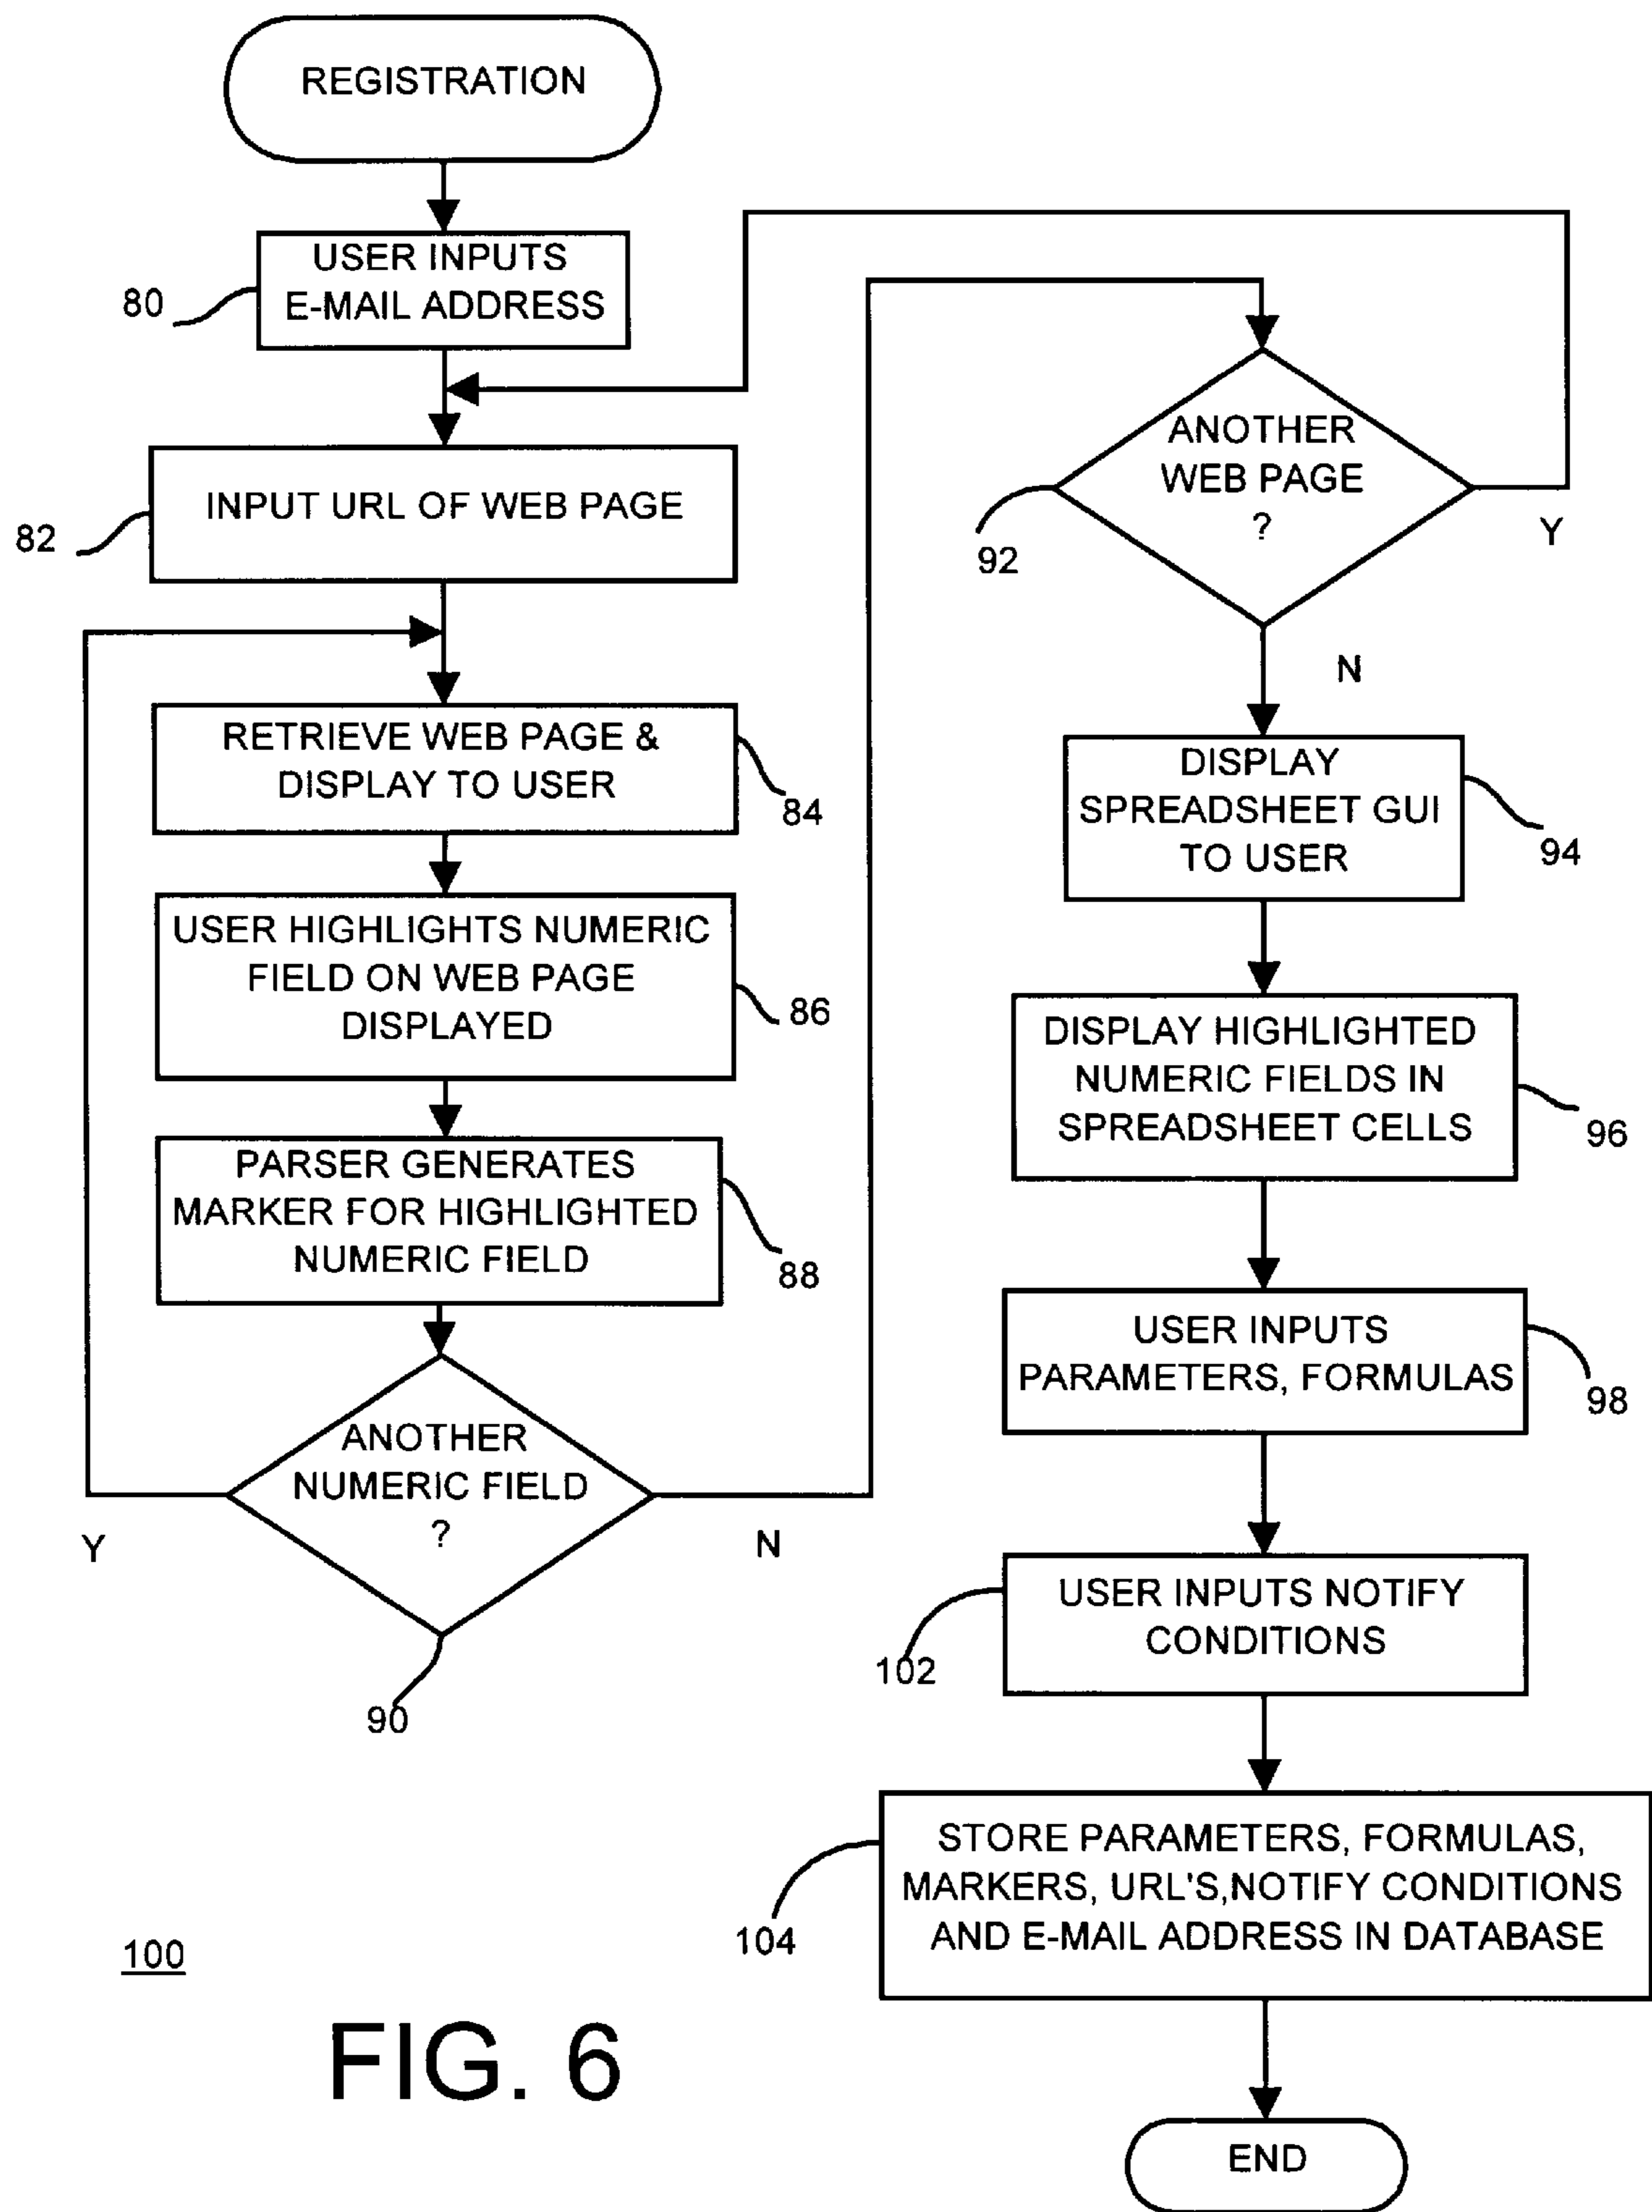 REGISTRATION
USER INPUTS
E-MAIL ADDRESS
80
INPUT URL OF WEB PAGE
82
RETRIEVE WEB PAGE &
DISPLAY TO USER
84
USER HIGHLIGHTS NUMERIC
FIELD ON WEB PAGE
DISPLAYED
86
PARSER GENERATES
MARKER FOR HIGHLIGHTED
NUMERIC FIELD
88
ANOTHER
NUMERIC FIELD
?
Y
N
90
ANOTHER
WEB PAGE
?
92
Y
N
DISPLAY
SPREADSHEET GUI
TO USER
94
DISPLAY HIGHLIGHTED
NUMERIC FIELDS IN
SPREADSHEET CELLS
96
USER INPUTS
PARAMETERS, FORMULAS
98
USER INPUTS NOTIFY
CONDITIONS
102
STORE PARAMETERS, FORMULAS,
MARKERS, URL'S,NOTIFY CONDITIONS
AND E-MAIL ADDRESS IN DATABASE
104
END
100
FIG. 6